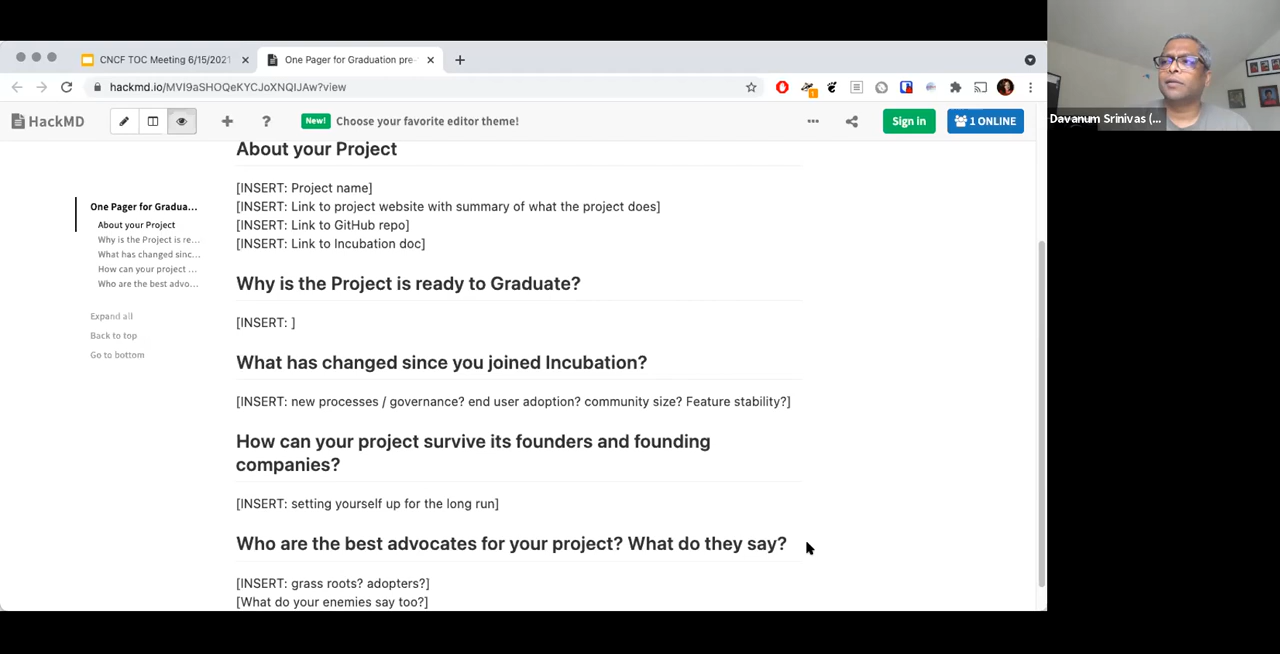 CNCF TOC Meeting 6/15/2021
One Pager for Graduation pre-
hackmd.io/MVI9aSHOQeKYCJoXNQIJAw?view
HackMD
New! Choose your favorite editor theme!
Sign in
1 ONLINE
Davanum Srinivas (...
One Pager for Gradua...
About your Project
Why is the Project is re...
What has changed sinc...
How can your project ...
Who are the best advo...
Expand all
Back to top
Go to bottom
About your Project
[INSERT: Project name]
[INSERT: Link to project website with summary of what the project does]
[INSERT: Link to GitHub repo]
[INSERT: Link to Incubation doc]
Why is the Project is ready to Graduate?
[INSERT: ]
What has changed since you joined Incubation?
[INSERT: new processes / governance? end user adoption? community size? Feature stability?]
How can your project survive its founders and founding
companies?
[INSERT: setting yourself up for the long run]
Who are the best advocates for your project? What do they say?
[INSERT: grass roots? adopters?]
[What do your enemies say too?]